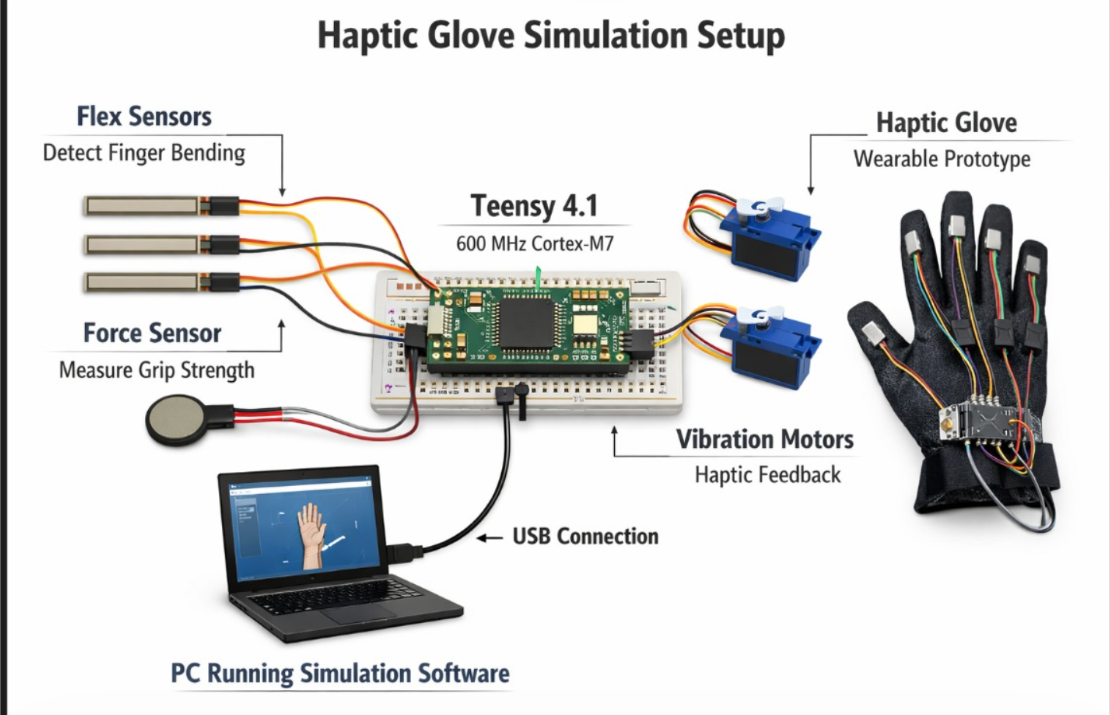 Haptic Glove Simulation Setup
Flex Sensors
Detect Finger Bending
Teensy 4.1
600 MHz Cortex-M7
Haptic Glove
Wearable Prototype
Force Sensor
Measure Grip Strength
Vibration Motors
Haptic Feedback
USB Connection
PC Running Simulation Software